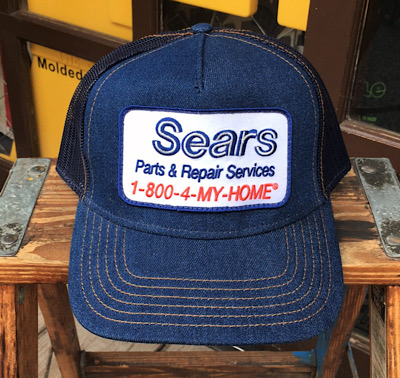 Molded
Sears
Parts & Repair Services
1-800-4-MY-HOME®